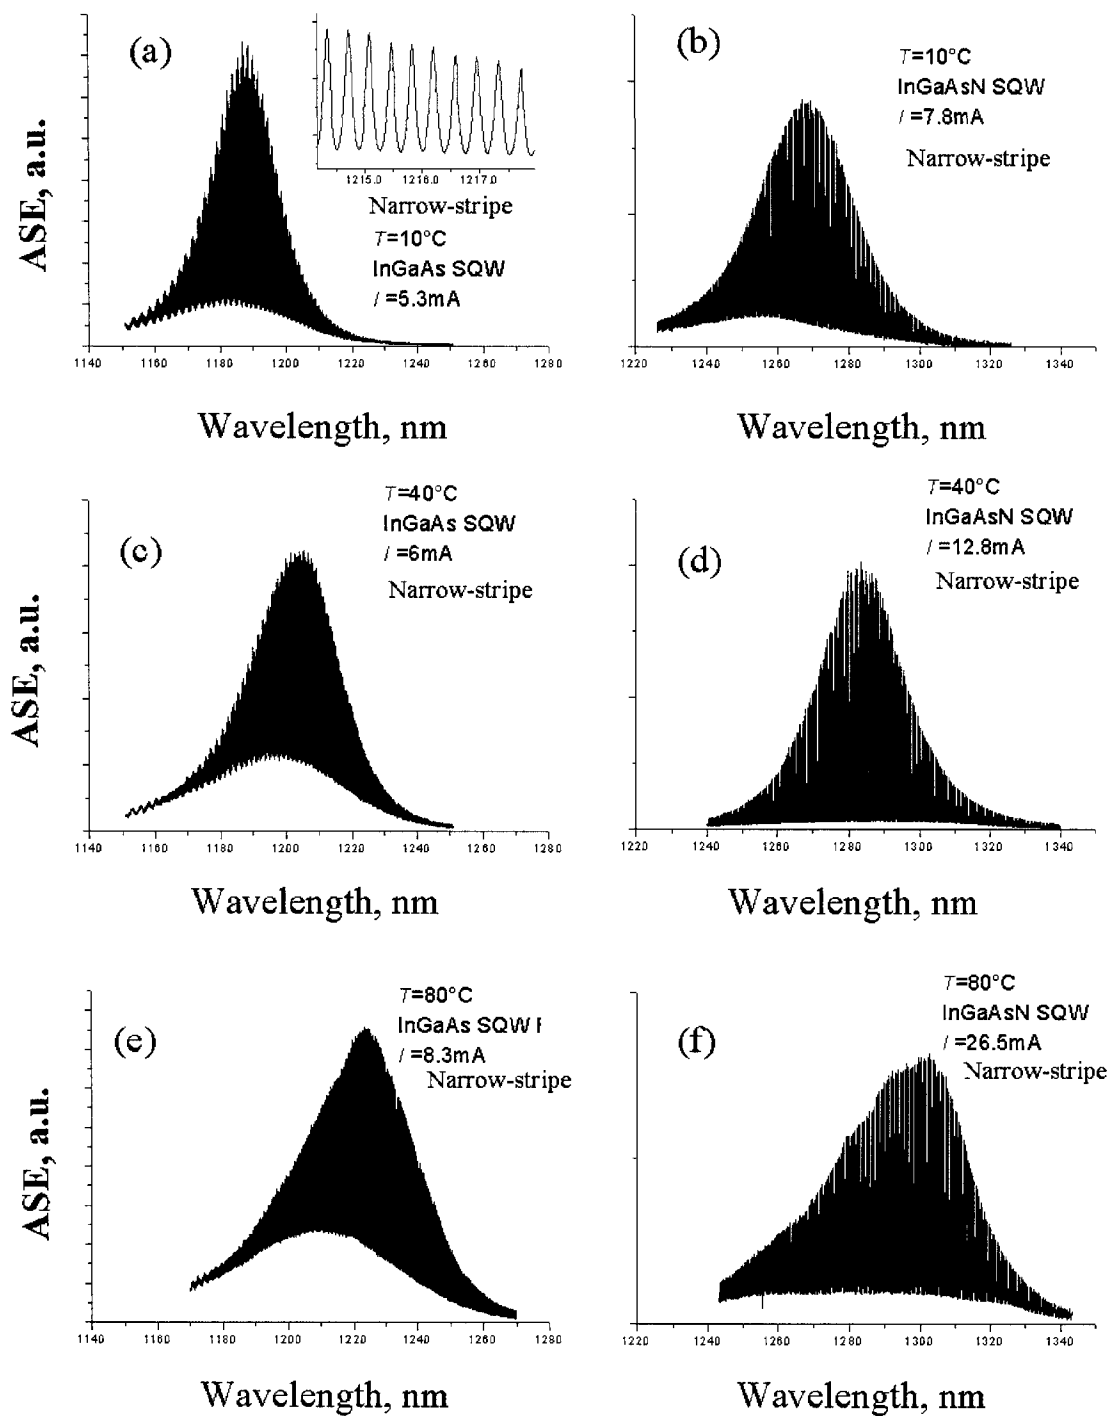 (a)
1215.0 1216.0 1217.0
Narrow-stripe
T=10°C
InGaAs SQW
I =5.3mA
ASE, a.u.
1140 1160 1180 1200 1220 1240 1260 1280
Wavelength, nm
(b)
T=10°C
InGaAsN SQW
I =7.8mA
Narrow-stripe
1220 1240 1260 1280 1300 1320 1340
Wavelength, nm
(c)
T=40°C
InGaAs SQW
I =6mA
Narrow-stripe
ASE, a.u.
1140 1160 1180 1200 1220 1240 1260 1280
Wavelength, nm
(d)
T=40°C
InGaAsN SQW
I =12.8mA
Narrow-stripe
1220 1240 1260 1280 1300 1320 1340
Wavelength, nm
(e)
T=80°C
InGaAs SQW
I =8.3mA
Narrow-stripe
ASE, a.u.
1140 1160 1180 1200 1220 1240 1260 1280
Wavelength, nm
(f)
T=80°C
InGaAsN SQW
I =26.5mA
Narrow-stripe
1220 1240 1260 1280 1300 1320 1340
Wavelength, nm